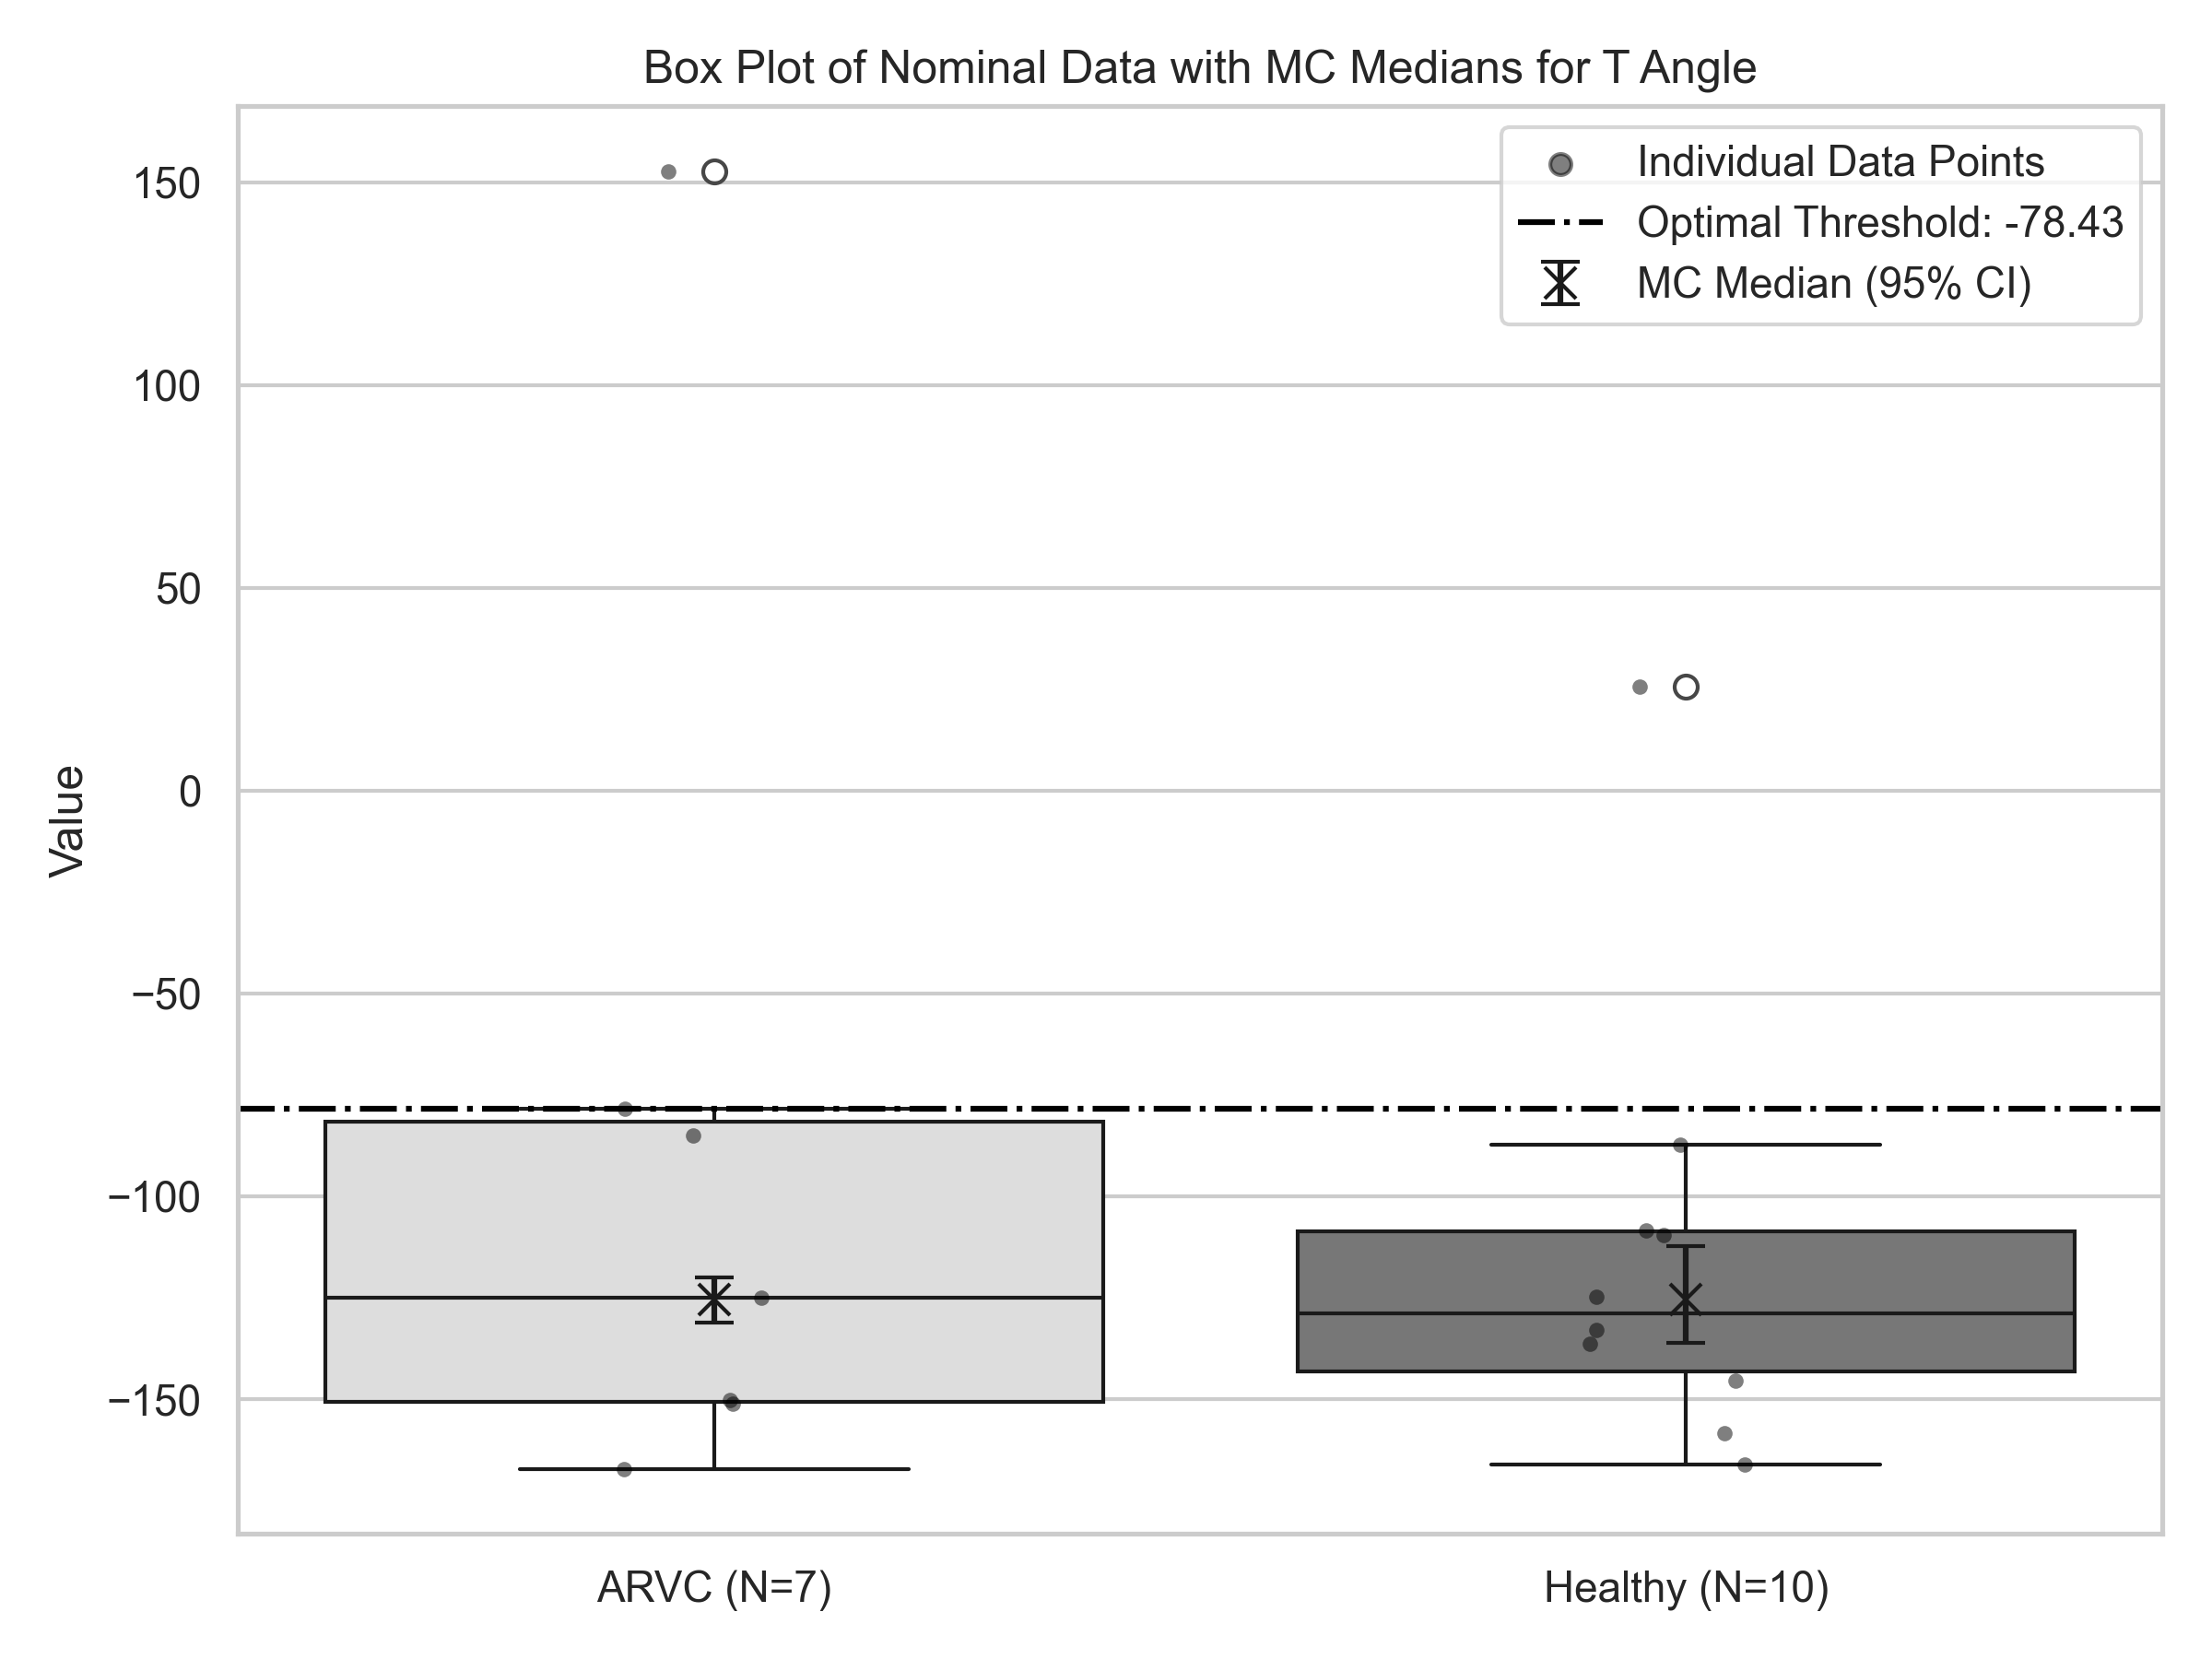 Box Plot of Nominal Data with MC Medians for T Angle
Individual Data Points
Optimal Threshold: -78.43
MC Median (95% CI)
150
100
50
0
−50
−100
−150
Value
ARVC (N=7)
Healthy (N=10)